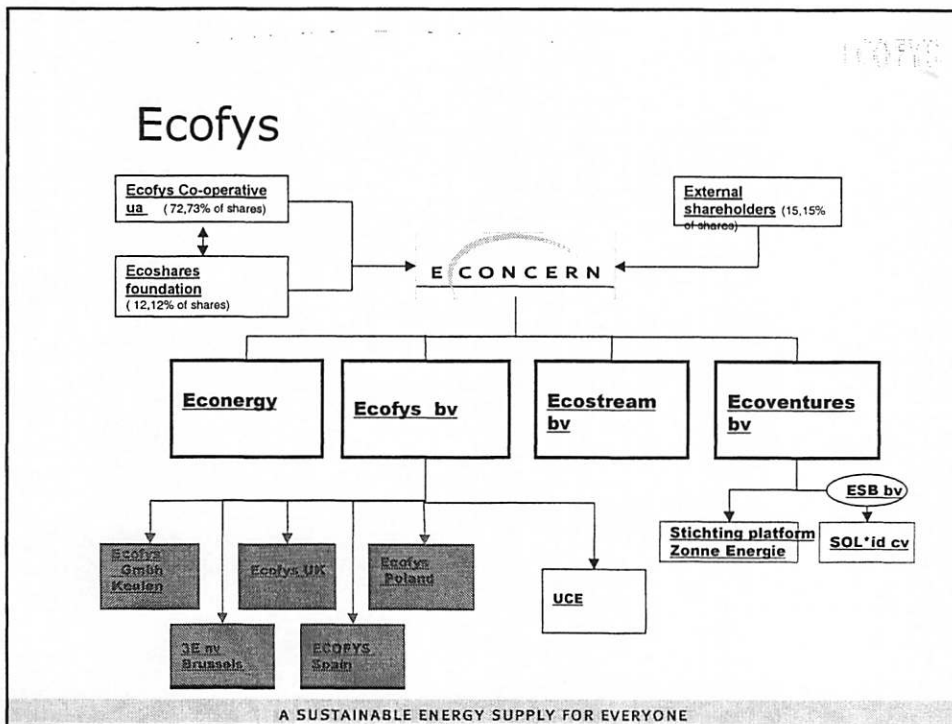 ECOFYS
Ecofys
Ecofys Co-operative
ua ( 72,73% of shares)
External
shareholders (15,15%
of shares)
Ecoshares
foundation
( 12,12% of shares)
E CONCERN
Econergy
Ecofys bv
Ecostream
bv
Ecoventures
bv
ESB bv
Stichting platform
Zonne Energie
SOL*id cv
Ecofys
Gmbh
Keulen
Ecofys UK
Ecofys
Poland
UCE
3E nv
Brussels
ECOFYS
Spain
A SUSTAINABLE ENERGY SUPPLY FOR EVERYONE